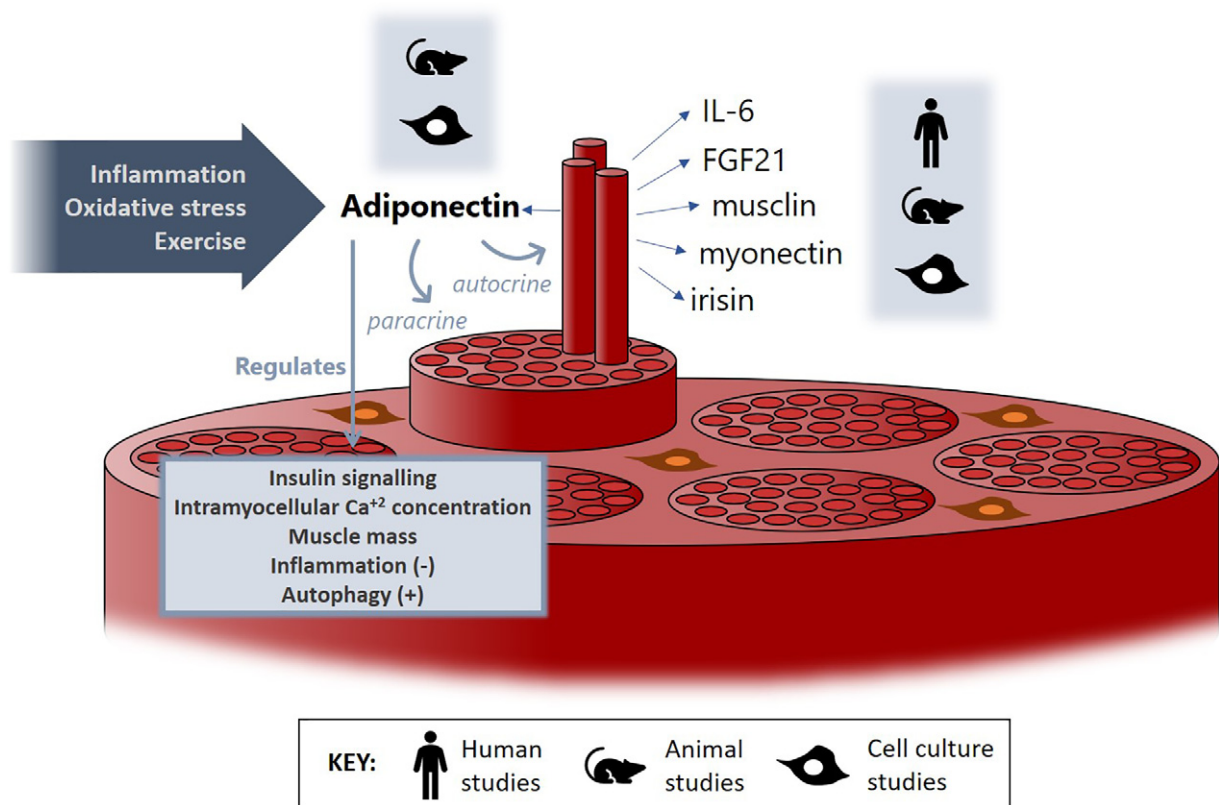 Inflammation
Oxidative stress
Exercise
Adiponectin
autocrine
paracrine
Regulates
IL-6
FGF21
musclin
myonectin
irisin
Insulin signalling
Intramyocellular Ca⁺² concentration
Muscle mass
Inflammation (-)
Autophagy (+)
KEY:
Human
studies
Animal
studies
Cell culture
studies